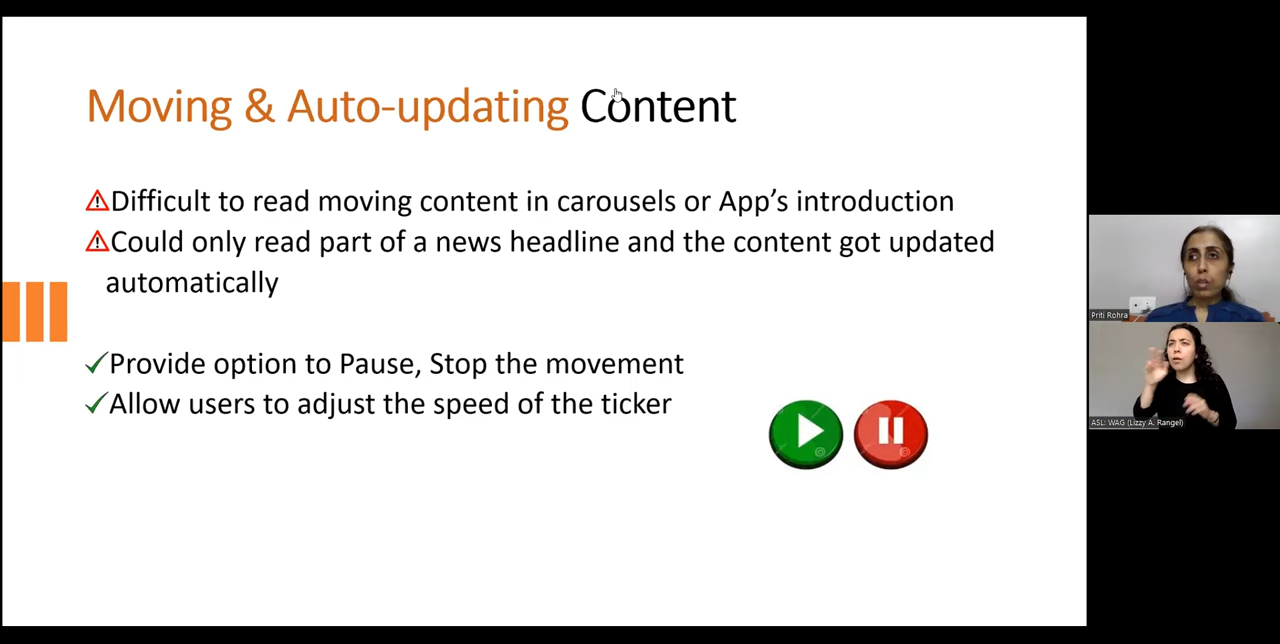 Moving & Auto-updating Content
Difficult to read moving content in carousels or App’s introduction
Could only read part of a news headline and the content got updated
automatically
Provide option to Pause, Stop the movement
Allow users to adjust the speed of the ticker
Priti Rohra
ASL: WAG (Lizzy A. Rangel)